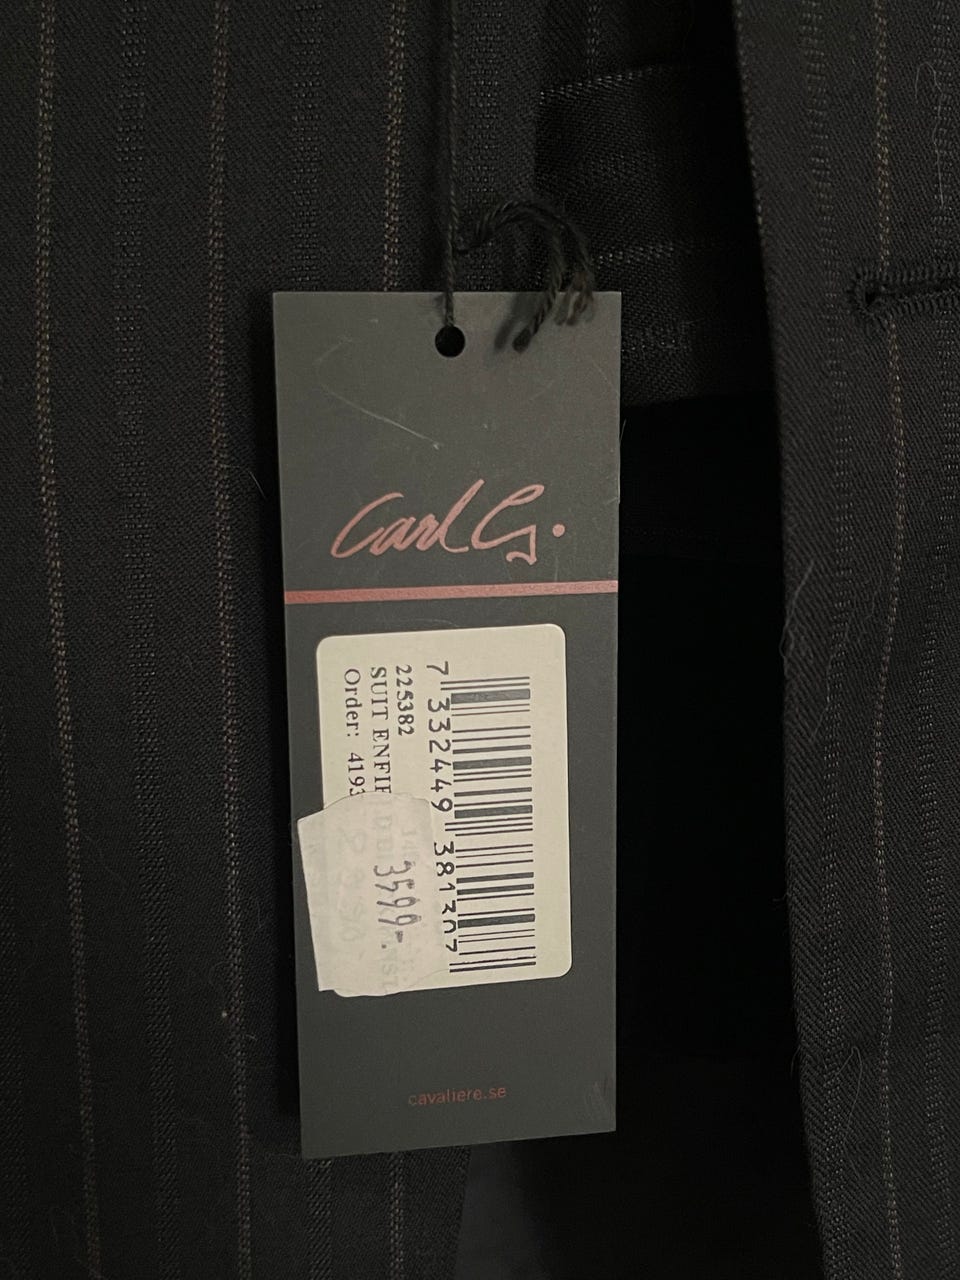 Carl G.
7 332449 381307
225382
SUIT ENFIE
Order: 4193
3599-.
cavaliere.se